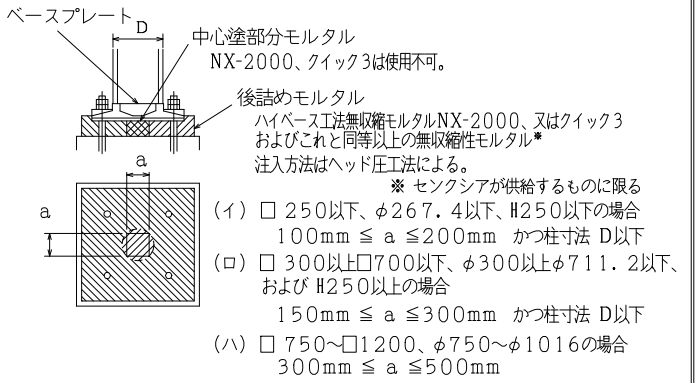 ベースプレート
D
中心塗部分モルタル
NX-2000、クイック3は使用不可。
後詰めモルタル
ハイベース工法無収縮モルタルNX-2000、又はクイック3
およびこれと同等以上の無収縮性モルタル※
注入方法はヘッド圧工法による。
※ センクシアが供給するものに限る
a
a
(イ) □ 250以下、φ267.4以下、H250以下の場合
100mm ≦ a ≦200mm かつ柱寸法 D以下
(ロ) □ 300以上□700以下、φ300以上φ711.2以下、
および H250以上の場合
150mm ≦ a ≦300mm かつ柱寸法 D以下
(ハ) □ 750～□1200、φ750～φ1016の場合
300mm ≦ a ≦500mm